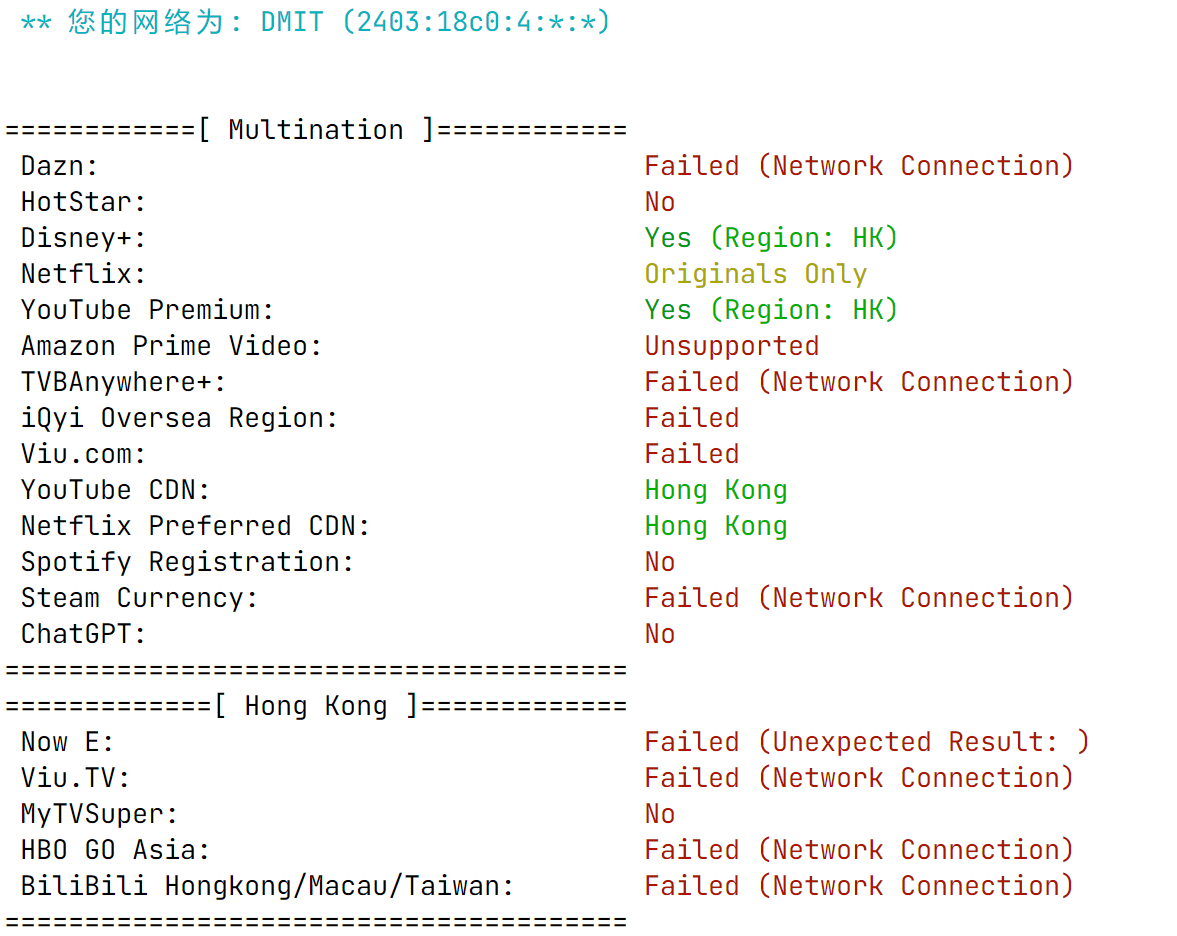 ** 您的网络为: DMIT (2403:18c0:4:*:*)
============[ Multination ]============
Dazn: Failed (Network Connection)
HotStar: No
Disney+: Yes (Region: HK)
Netflix: Originals Only
YouTube Premium: Yes (Region: HK)
Amazon Prime Video: Unsupported
TVBAnywhere+: Failed (Network Connection)
iQyi Oversea Region: Failed
Viu.com: Failed
YouTube CDN: Hong Kong
Netflix Preferred CDN: Hong Kong
Spotify Registration: No
Steam Currency: Failed (Network Connection)
ChatGPT: No
=======================================
=============[ Hong Kong ]=============
Now E: Failed (Unexpected Result: )
Viu.TV: Failed (Network Connection)
MyTVSuper: No
HBO GO Asia: Failed (Network Connection)
BiliBili Hongkong/Macau/Taiwan: Failed (Network Connection)
=======================================